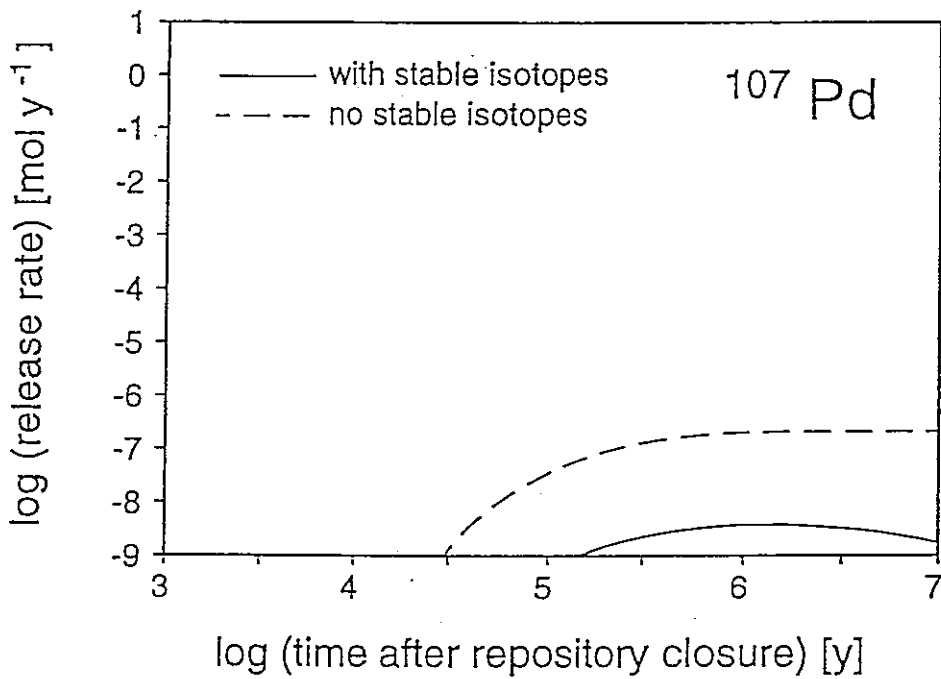 1
0
-1
-2
-3
-4
-5
-6
-7
-8
-9
log (release rate) [mol y ⁻¹ ]
with stable isotopes
no stable isotopes
¹⁰⁷ Pd
3 4 5 6 7
log (time after repository closure) [y]